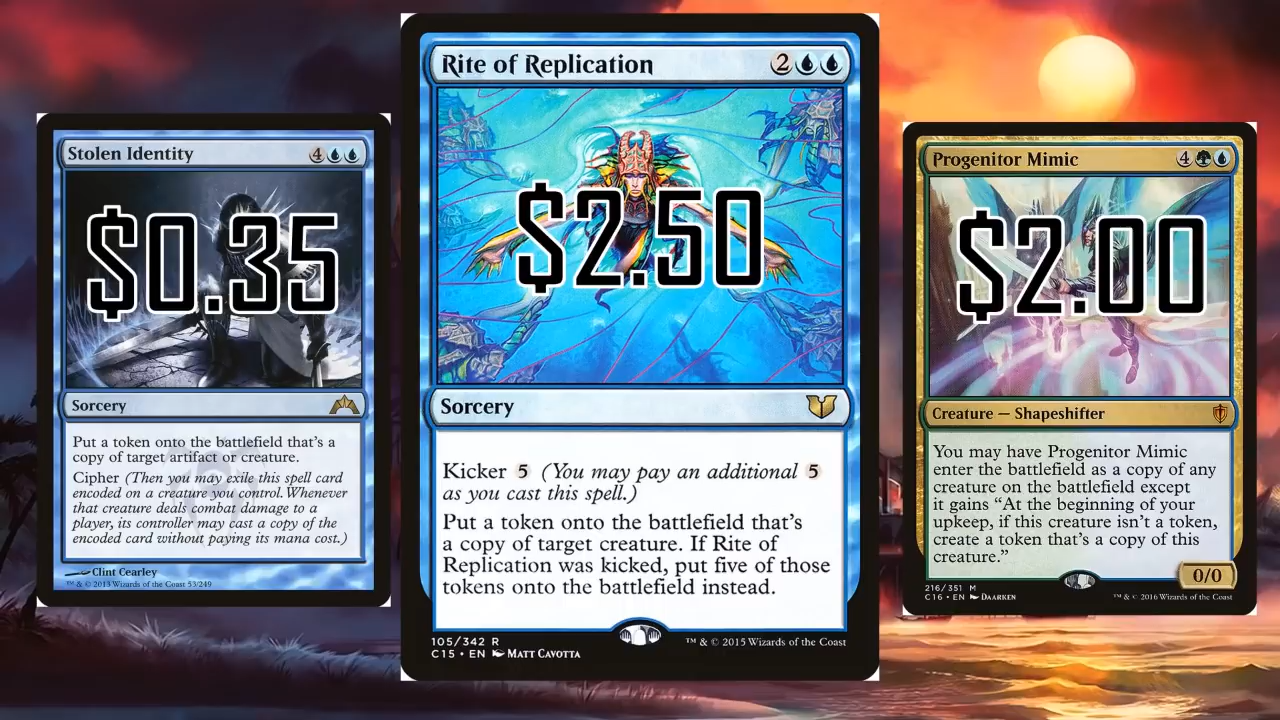 Stolen Identity 4
$0.35
Sorcery
Put a token onto the battlefield that's a
copy of target artifact or creature.
Cipher (Then you may exile this spell card
encoded on a creature you control. Whenever
that creature deals combat damage to a
player, its controller may cast a copy of the
encoded card without paying its mana cost.)
Clint Cearley
™ & © 2013 Wizards of the Coast 53/249
Rite of Replication 2
$2.50
Sorcery
Kicker 5 (You may pay an additional 5
as you cast this spell.)
Put a token onto the battlefield that's
a copy of target creature. If Rite of
Replication was kicked, put five of those
tokens onto the battlefield instead.
105/342 R
C15 • EN Matt Cavotta
™ & © 2015 Wizards of the Coast
Progenitor Mimic 4
$2.00
Creature — Shapeshifter
You may have Progenitor Mimic
enter the battlefield as a copy of any
creature on the battlefield except
it gains “At the beginning of your
upkeep, if this creature isn't a token,
create a token that's a copy of this
creature.”
0/0
216/351 M
C16 • EN Daarken
™ & © 2016 Wizards of the Coast